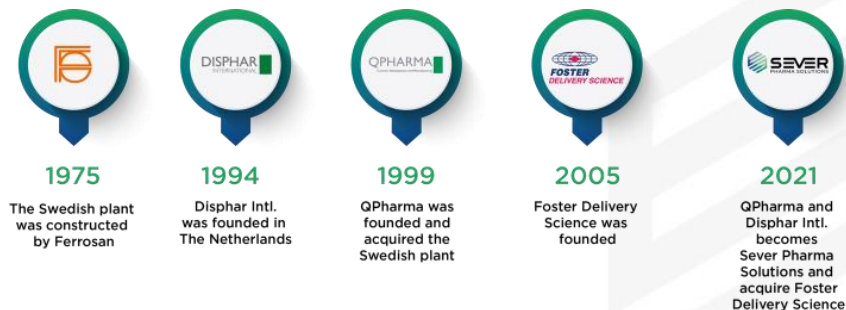 DISPHAR
INTERNATIONAL
QPHARMA
FOSTER
DELIVERY SCIENCE
SEVER
PHARMA SOLUTIONS
1975
The Swedish plant
was constructed
by Ferrosan
1994
Disphar Intl.
was founded in
The Netherlands
1999
QPharma was
founded and
acquired the
Swedish plant
2005
Foster Delivery
Science was
founded
2021
QPharma and
Disphar Intl.
becomes
Sever Pharma
Solutions and
acquire Foster
Delivery Science